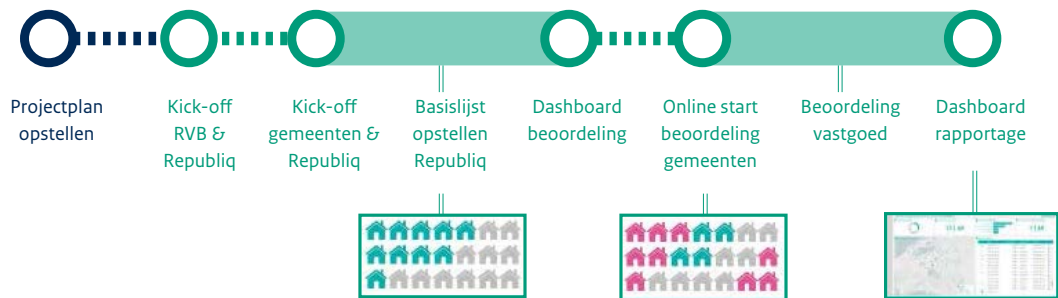 Projectplan
opstellen
Kick-off
RVB &
Republiq
Kick-off
gemeenten &
Republiq
Basislijst
opstellen
Republiq
Dashboard
beoordeling
Online start
beoordeling
gemeenten
Beoordeling
vastgoed
Dashboard
rapportage